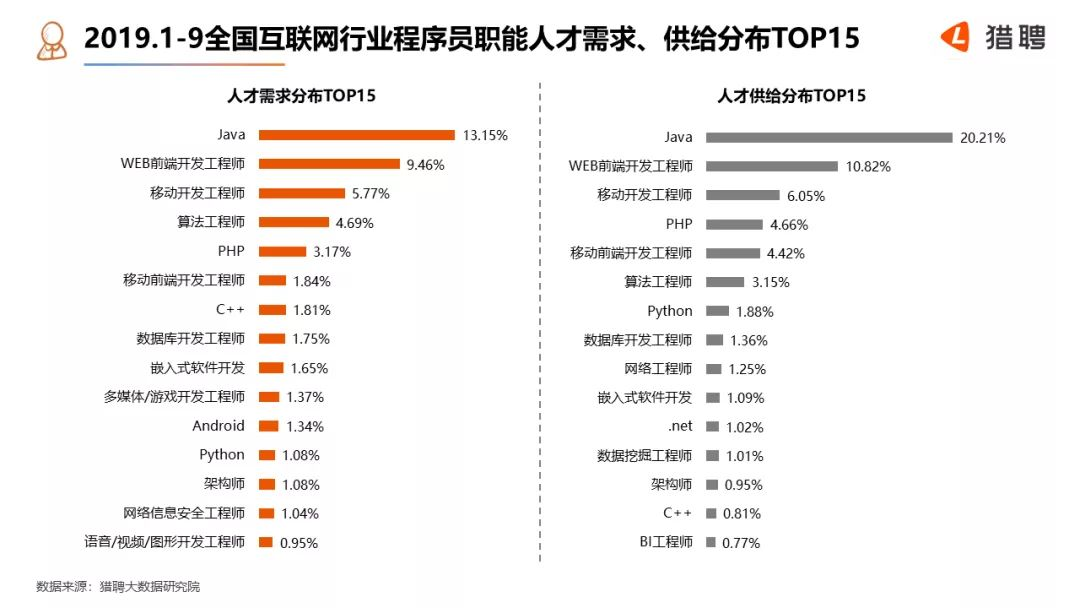 2019.1-9全国互联网行业程序员职能人才需求、供给分布TOP15
猎聘
人才需求分布TOP15
Java 13.15%
WEB前端开发工程师 9.46%
移动开发工程师 5.77%
算法工程师 4.69%
PHP 3.17%
移动前端开发工程师 1.84%
C++ 1.81%
数据库开发工程师 1.75%
嵌入式软件开发 1.65%
多媒体/游戏开发工程师 1.37%
Android 1.34%
Python 1.08%
架构师 1.08%
网络信息安全工程师 1.04%
语音/视频/图形开发工程师 0.95%
人才供给分布TOP15
Java 20.21%
WEB前端开发工程师 10.82%
移动开发工程师 6.05%
PHP 4.66%
移动前端开发工程师 4.42%
算法工程师 3.15%
Python 1.88%
数据库开发工程师 1.36%
网络工程师 1.25%
嵌入式软件开发 1.09%
.net 1.02%
数据挖掘工程师 1.01%
架构师 0.95%
C++ 0.81%
BI工程师 0.77%
数据来源：猎聘大数据研究院